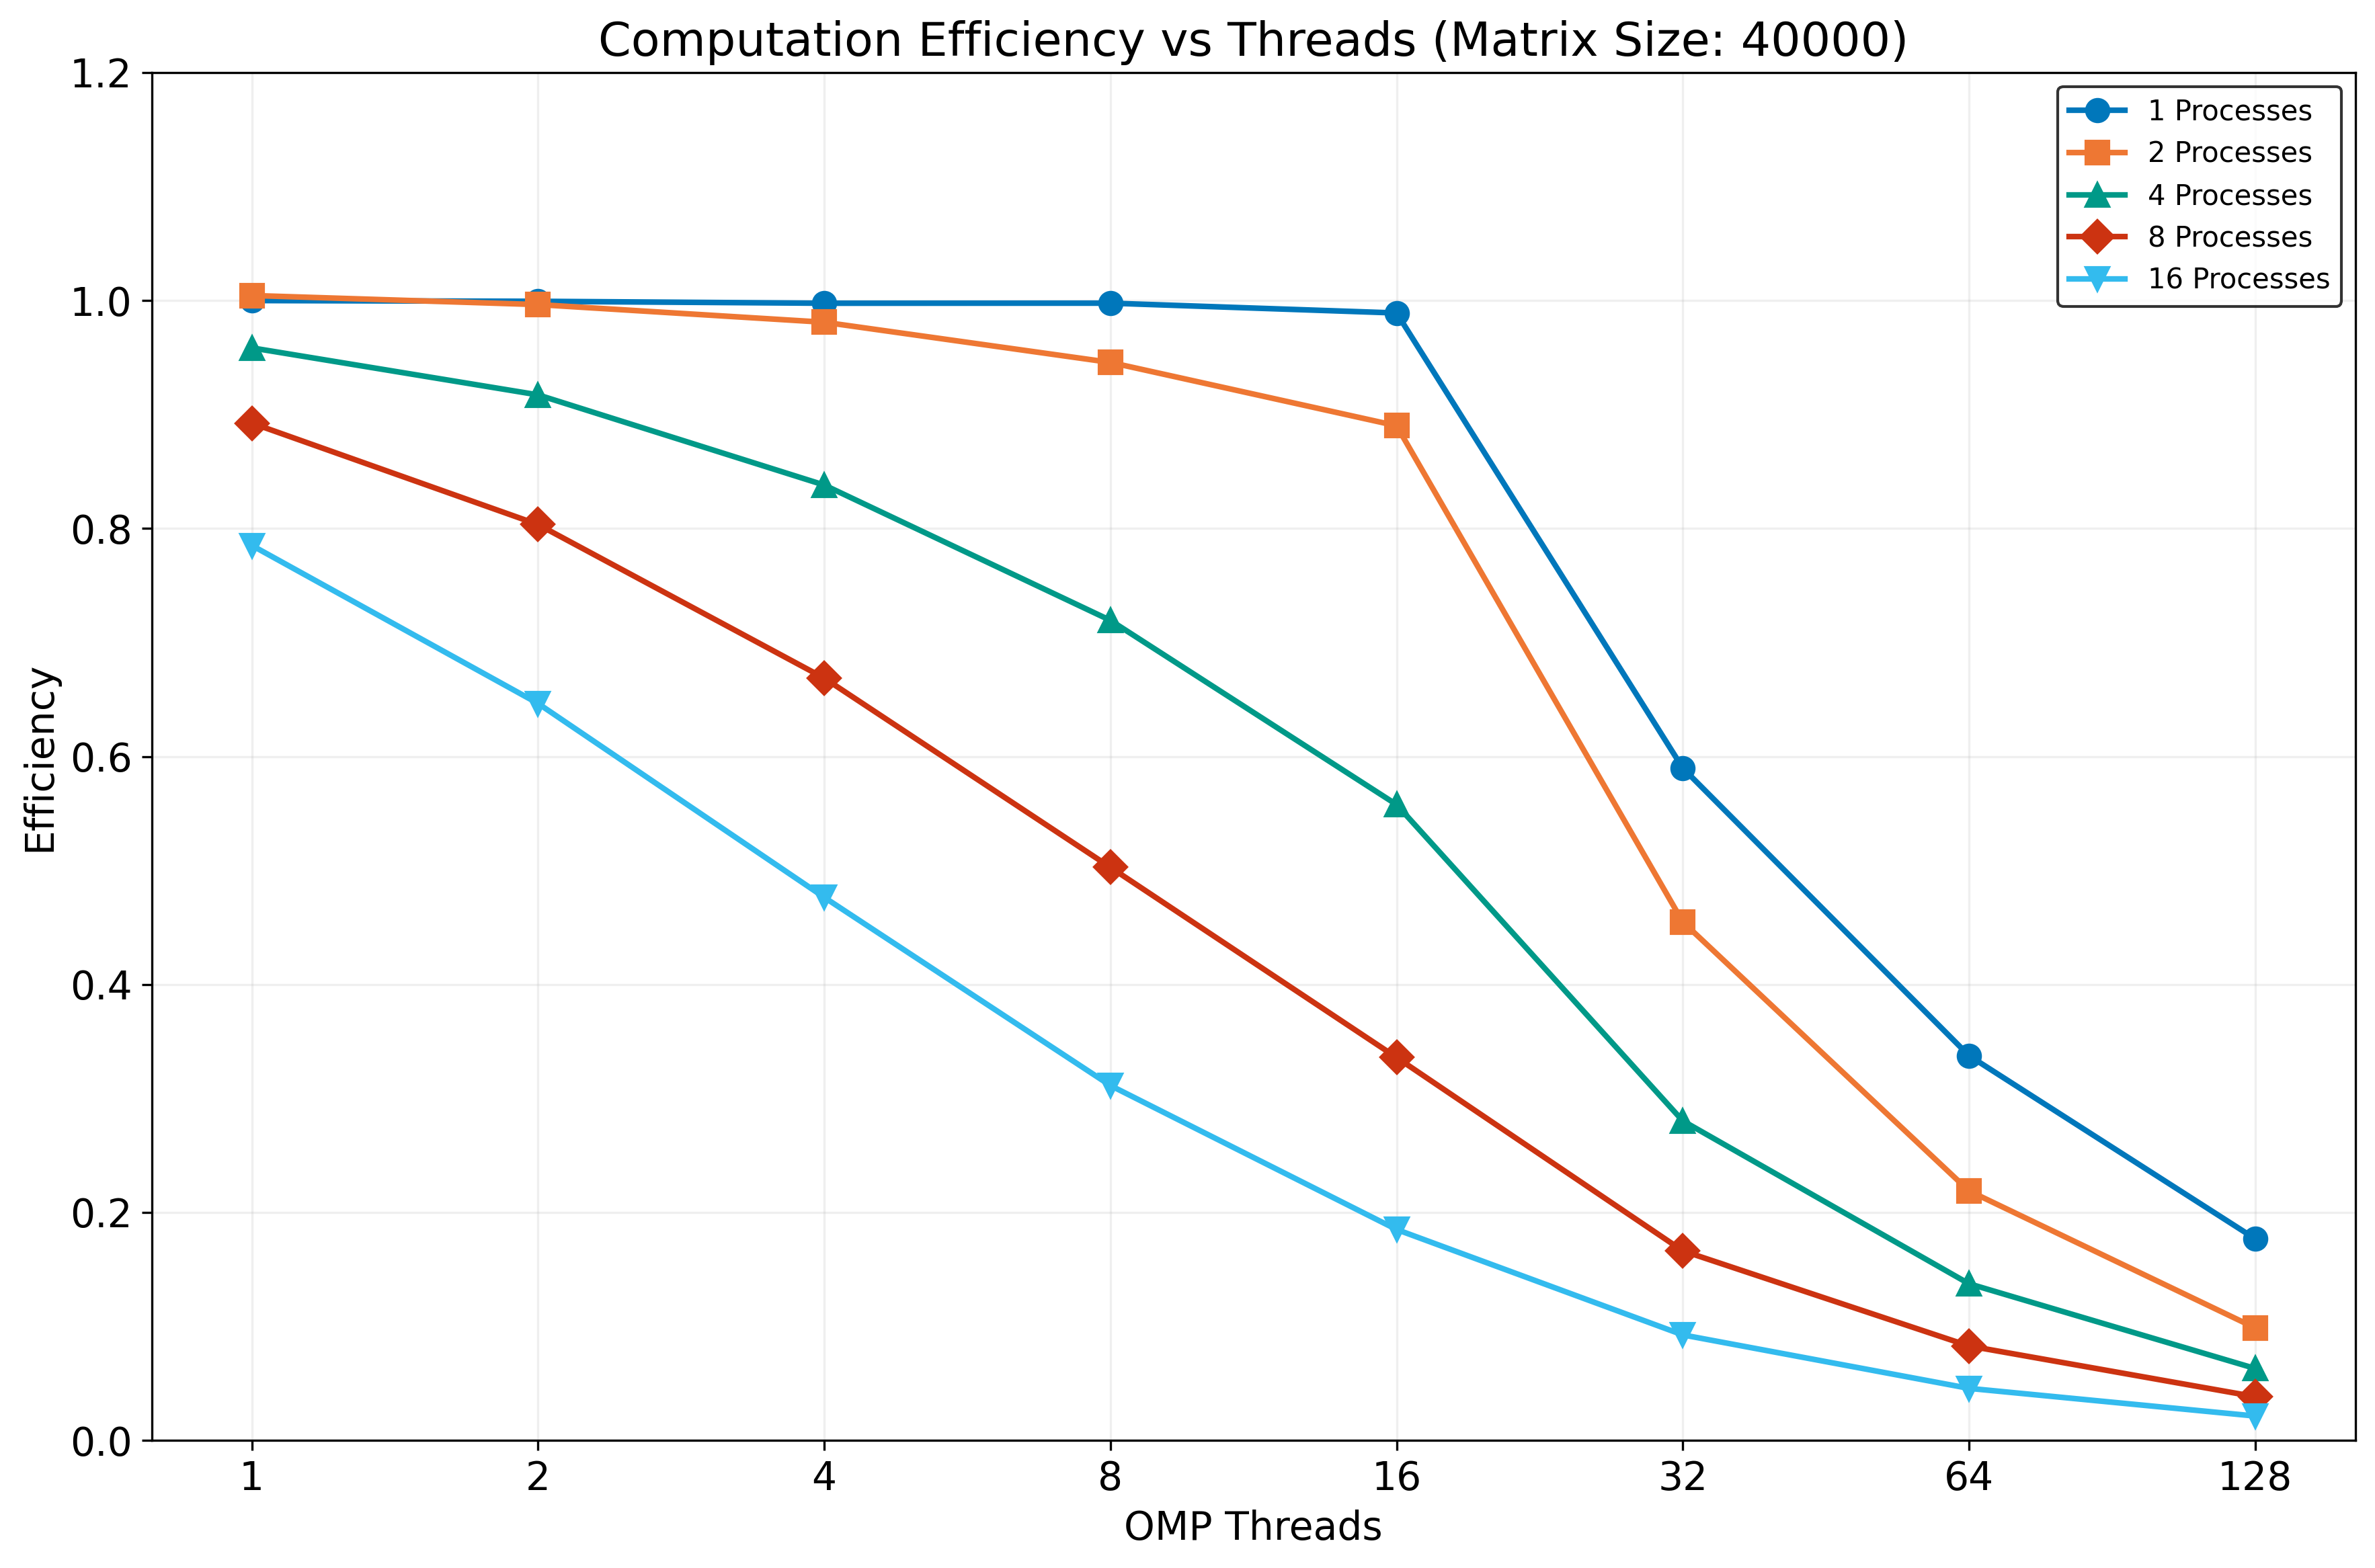 Computation Efficiency vs Threads (Matrix Size: 40000)
1.2
1.0
0.8
0.6
0.4
0.2
0.0
Efficiency
1 Processes
2 Processes
4 Processes
8 Processes
16 Processes
1 2 4 8 16 32 64 128
OMP Threads